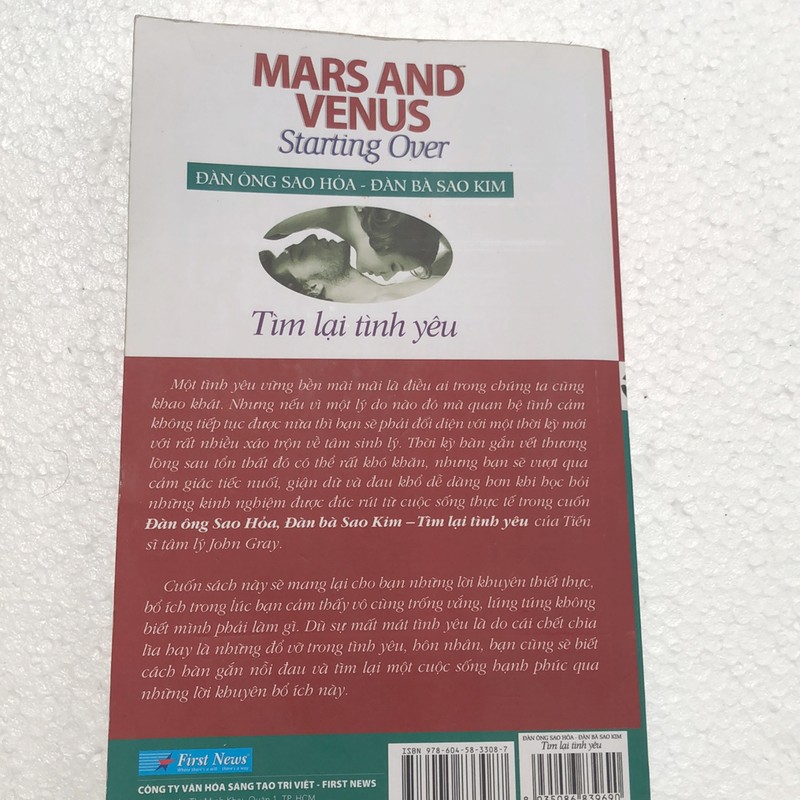 MARS AND
VENUS
Starting Over
ĐÀN ÔNG SAO HỎA - ĐÀN BÀ SAO KIM
Tìm lại tình yêu
Một tình yêu vững bền mãi mãi là điều ai trong chúng ta cũng
khao khát. Nhưng nếu vì một lý do nào đó mà quan hệ tình cảm
không tiếp tục được nữa thì bạn sẽ phải đối diện với một thời kỳ mới
với rất nhiều xáo trộn về tâm sinh lý. Thời kỳ hàn gắn vết thương
lòng sau tổn thất đó có thể rất khó khăn, nhưng bạn sẽ vượt qua
cảm giác tiếc nuối, giận dữ và đau khổ dễ dàng hơn khi học hỏi
những kinh nghiệm được đúc rút từ cuộc sống thực tế trong cuốn
Đàn ông Sao Hỏa, Đàn bà Sao Kim – Tìm lại tình yêu của Tiến
sĩ tâm lý John Gray.
Cuốn sách này sẽ mang lại cho bạn những lời khuyên thiết thực,
bổ ích trong lúc bạn cảm thấy vô cùng trống vắng, lúng túng không
biết mình phải làm gì. Dù sự mất mát tình yêu là do cái chết chia
lìa hay là những đổ vỡ trong tình yêu, hôn nhân, bạn cũng sẽ biết
cách hàn gắn nỗi đau và tìm lại một cuộc sống hạnh phúc qua
những lời khuyên bổ ích này.
First News
CÔNG TY VĂN HÓA SÁNG TẠO TRÍ VIỆT - FIRST NEWS
ISBN 978-604-58-3308-7
ĐÀN ÔNG SAO HỎA - ĐÀN BÀ SAO KIM
Tìm lại tình yêu
8 935086 839690